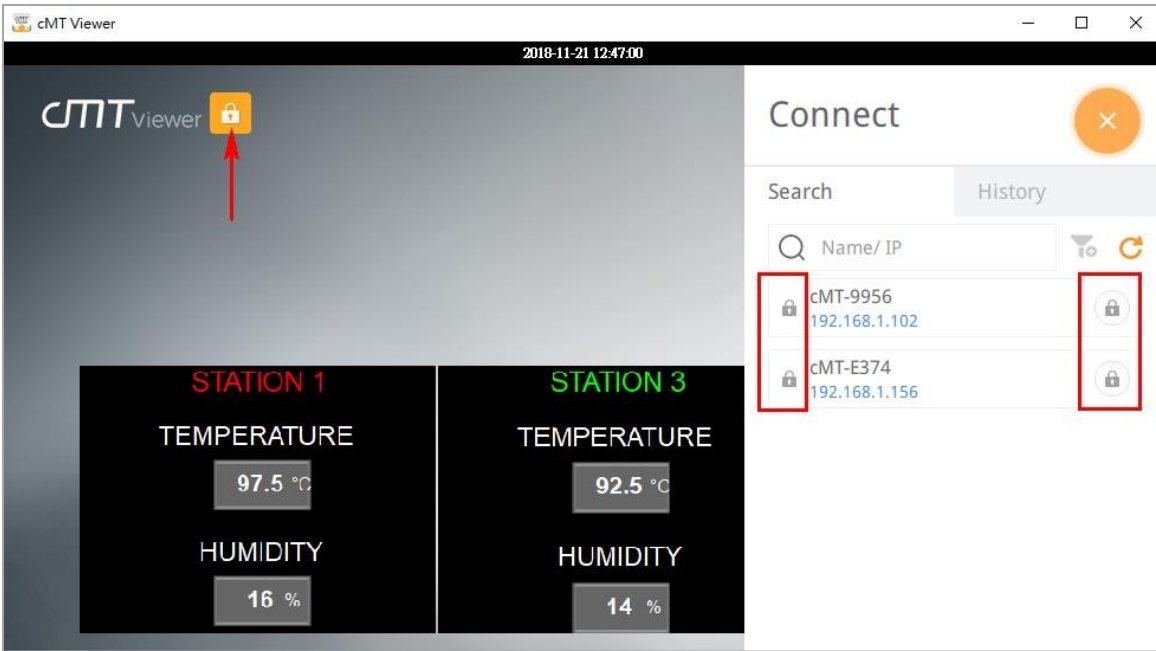 cMT Viewer
2018-11-21 12:47:00
cMT Viewer
Connect
Search
History
Name/ IP
cMT-9956
192.168.1.102
cMT-E374
192.168.1.156
STATION 1
STATION 3
TEMPERATURE
TEMPERATURE
97.5 °C
92.5 °C
HUMIDITY
HUMIDITY
16 %
14 %